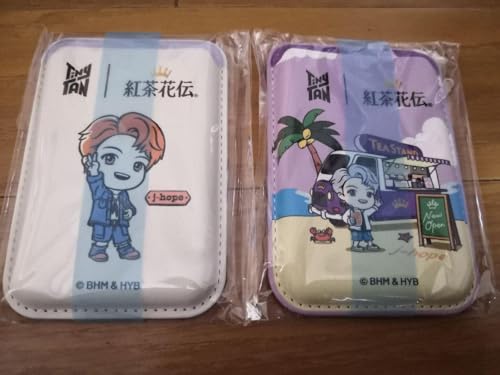 TinyTAN
紅茶花伝®
j-hope
© BHM & HYB
TinyTAN
紅茶花伝®
TEA STAND
Now
Open
j-hope
© BHM & HYB